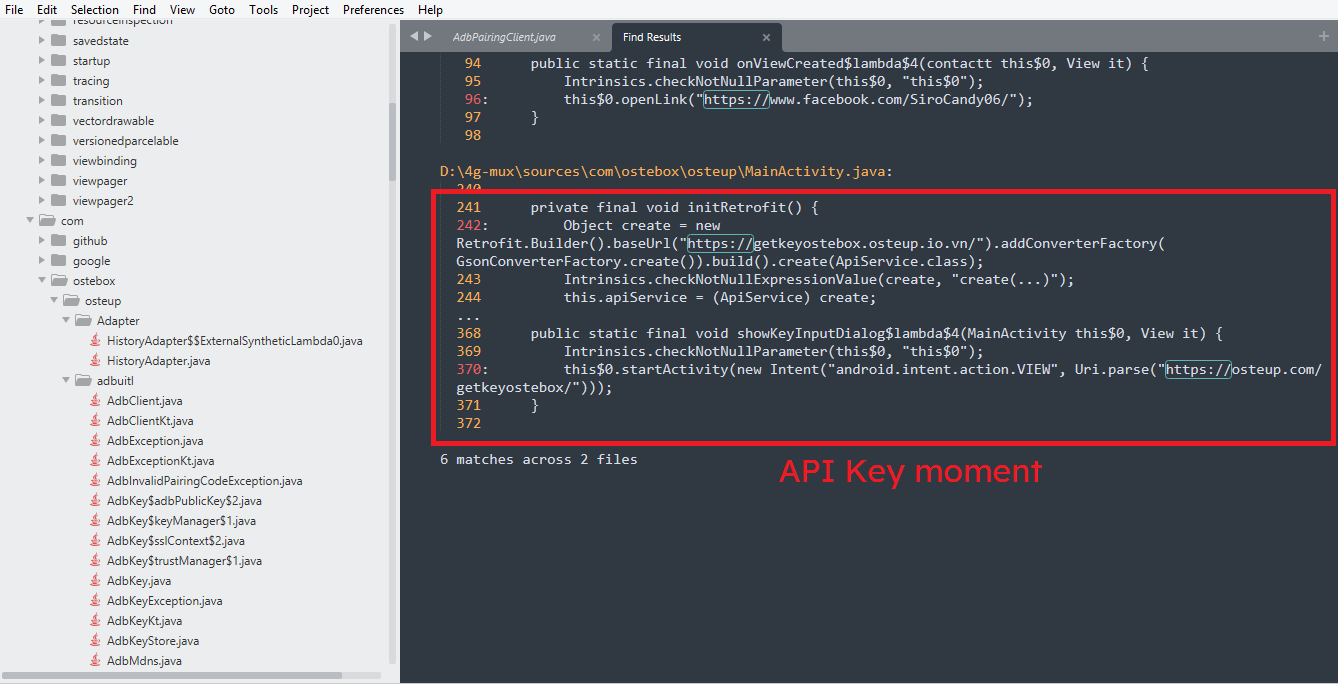 File Edit Selection Find View Goto Tools Project Preferences Help
resourceinspection
savedstate
startup
tracing
transition
vectordrawable
versionedparcelable
viewbinding
viewpager
viewpager2
com
github
google
ostebox
osteup
Adapter
HistoryAdapter$$ExternalSyntheticLambda0.java
HistoryAdapter.java
adbuitl
AdbClient.java
AdbClientKt.java
AdbException.java
AdbExceptionKt.java
AdbInvalidPairingCodeException.java
AdbKey$adbPublicKey$2.java
AdbKey$keyManager$1.java
AdbKey$sslContext$2.java
AdbKey$trustManager$1.java
AdbKey.java
AdbKeyException.java
AdbKeyKt.java
AdbKeyStore.java
AdbMdns.java
AdbPairingClient.java
Find Results
94 public static final void onViewCreated$lambda$4(contactt this$0, View it) {
95 Intrinsics.checkNotNullParameter(this$0, "this$0");
96: this$0.openLink("https://www.facebook.com/SiroCandy06/");
97 }
98
D:\4g-mux\sources\com\ostebox\osteup\MainActivity.java:
240
241 private final void initRetrofit() {
242: Object create = new
Retrofit.Builder().baseUrl("https://getkeyostebox.osteup.io.vn/").addConverterFactory(
GsonConverterFactory.create()).build().create(ApiService.class);
243 Intrinsics.checkNotNullExpressionValue(create, "create(...)");
244 this.apiService = (ApiService) create;
...
368 public static final void showKeyInputDialog$lambda$4(MainActivity this$0, View it) {
369 Intrinsics.checkNotNullParameter(this$0, "this$0");
370: this$0.startActivity(new Intent("android.intent.action.VIEW", Uri.parse("https://osteup.com/
getkeyostebox/")));
371 }
372
6 matches across 2 files
API Key moment